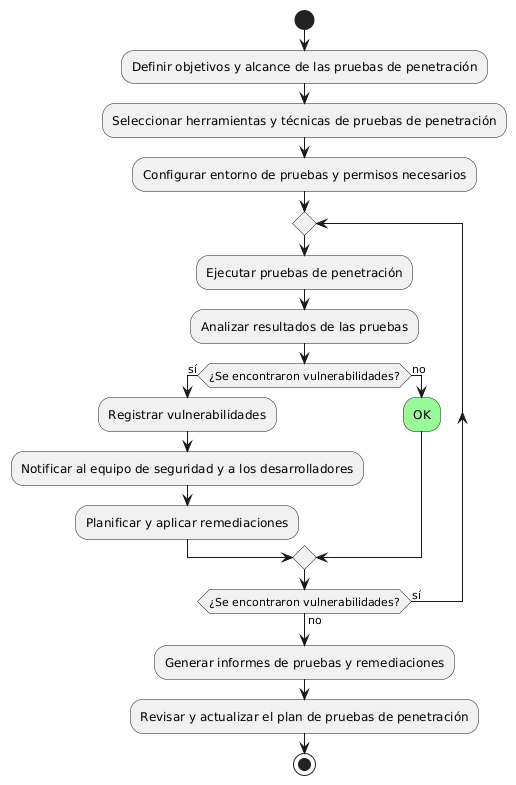 Definir objetivos y alcance de las pruebas de penetración
Seleccionar herramientas y técnicas de pruebas de penetración
Configurar entorno de pruebas y permisos necesarios
Ejecutar pruebas de penetración
Analizar resultados de las pruebas
¿Se encontraron vulnerabilidades?
sí
no
Registrar vulnerabilidades
OK
Notificar al equipo de seguridad y a los desarrolladores
Planificar y aplicar remediaciones
¿Se encontraron vulnerabilidades?
sí
no
Generar informes de pruebas y remediaciones
Revisar y actualizar el plan de pruebas de penetración